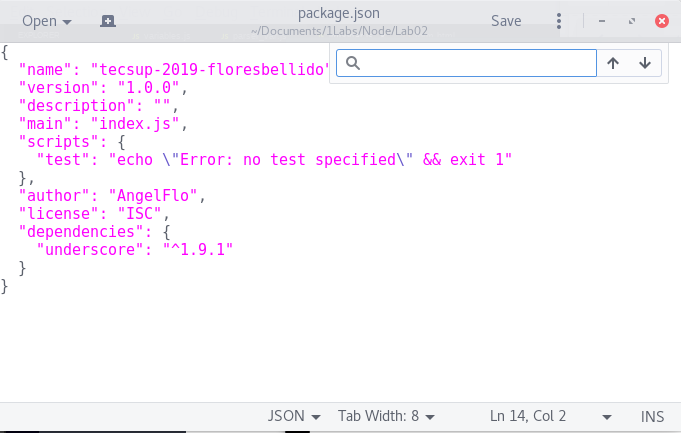 Open
package.json
~/Documents/1Labs/Node/Lab02
Save
{
"name": "tecsup-2019-floresbellido"
"version": "1.0.0",
"description": "",
"main": "index.js",
"scripts": {
"test": "echo \"Error: no test specified\" && exit 1"
},
"author": "AngelFlo",
"license": "ISC",
"dependencies": {
"underscore": "^1.9.1"
}
}
JSON
Tab Width: 8
Ln 14, Col 2
INS